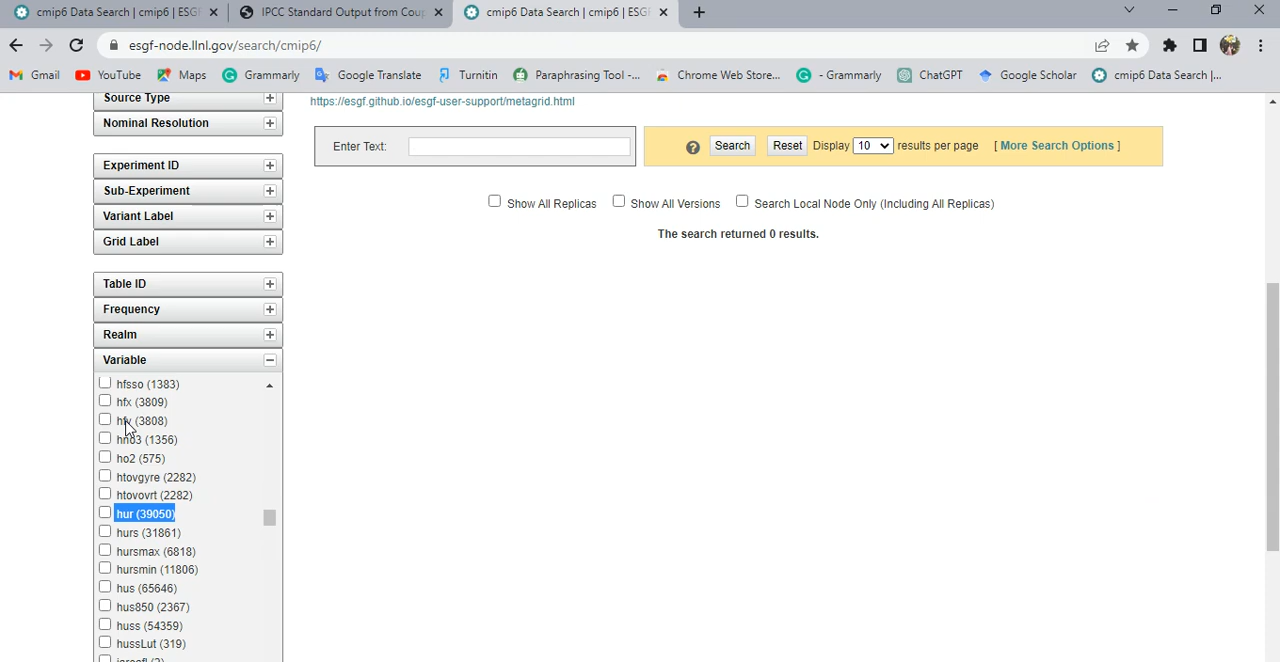 cmip6 Data Search | cmip6 | ESGF
IPCC Standard Output from Coup
cmip6 Data Search | cmip6 | ESGF
esgf-node.llnl.gov/search/cmip6/
Gmail
YouTube
Maps
Grammarly
Google Translate
Turnitin
Paraphrasing Tool -...
Chrome Web Store...
- Grammarly
ChatGPT
Google Scholar
cmip6 Data Search |...
Source Type
https://esgf.github.io/esgf-user-support/metagrid.html
Nominal Resolution
Enter Text:
? Search Reset Display 10 results per page [ More Search Options ]
Experiment ID
Sub-Experiment
Show All Replicas Show All Versions Search Local Node Only (Including All Replicas)
Variant Label
The search returned 0 results.
Grid Label
Table ID
Frequency
Realm
Variable
hfsso (1383)
hfx (3809)
hfy (3808)
hno3 (1356)
ho2 (575)
htovgyre (2282)
htovovrt (2282)
hur (39050)
hurs (31861)
hursmax (6818)
hursmin (11806)
hus (65646)
hus850 (2367)
huss (54359)
hussLut (319)